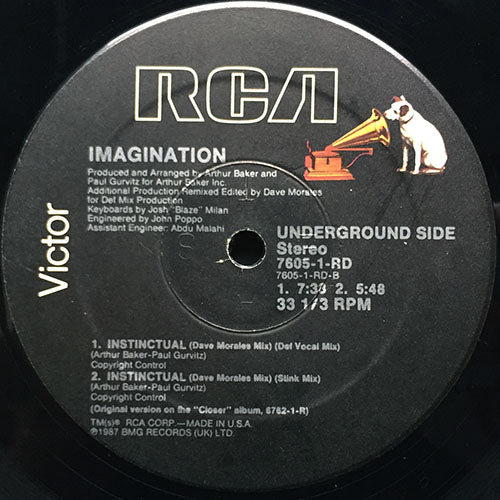 RCA
IMAGINATION
Produced and Arranged by Arthur Baker and
Paul Gurvitz for Arthur Baker Inc.
Additional Production Remixed Edited by Dave Morales
for Def Mix Production
Keyboards by Josh "Blaze" Milan
Engineered by John Poppo
Assistant Engineer: Abdu Malahi
Victor
UNDERGROUND SIDE
Stereo
7605-1-RD
7605-1-RD-B
1. 7:38 2. 5:48
33 1/3 RPM
1. INSTINCTUAL (Dave Morales Mix) (Def Vocal Mix)
(Arthur Baker-Paul Gurvitz)
Copyright Control
2. INSTINCTUAL (Dave Morales Mix) (Stink Mix)
(Arthur Baker-Paul Gurvitz)
Copyright Control
(Original version on the "Closer" album, 6762-1-R)
TM(s)® RCA CORP.—MADE IN U.S.A.
℗1987 BMG RECORDS (UK) LTD.